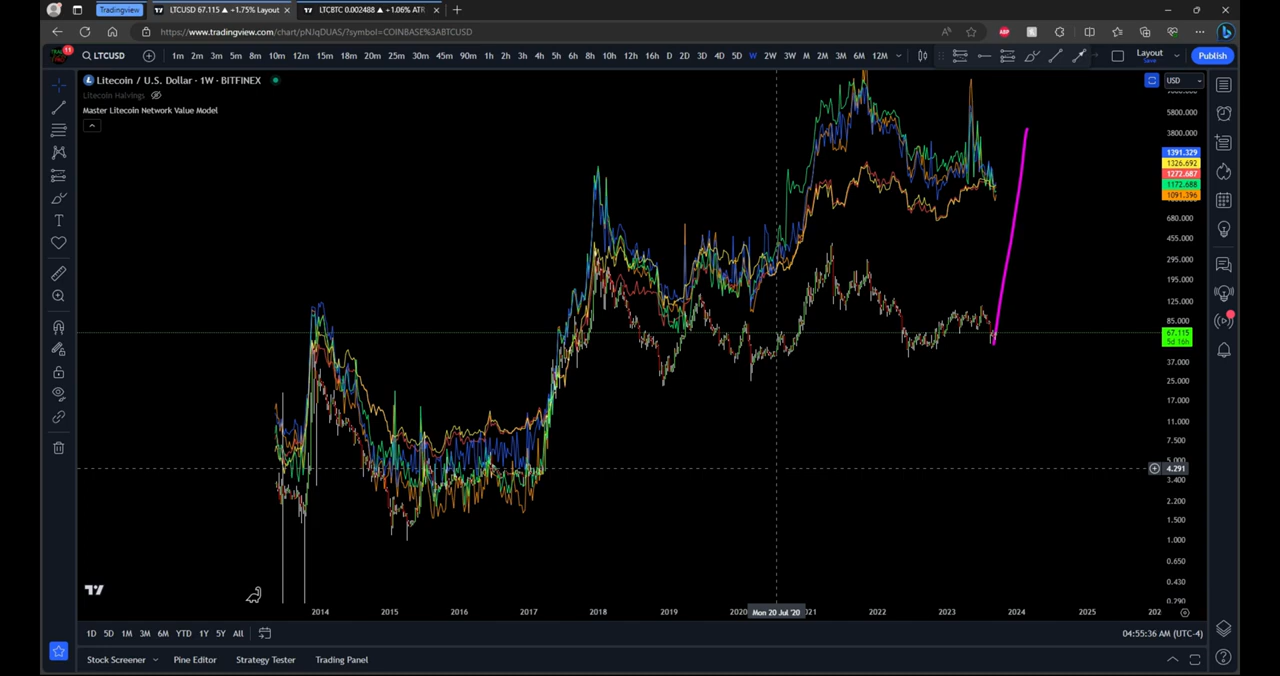 Tradingview
LTCUSD 67.115 ▲ +1.75% Layout
LTCBTC 0.002488 ▲ +1.06% ATR
https://www.tradingview.com/chart/pNJqDUAS/?symbol=COINBASE%3ABTCUSD
11
LTCUSD
1m 2m 3m 5m 8m 10m 12m 15m 18m 20m 25m 30m 45m 90m 1h 2h 3h 4h 5h 6h 8h 10h 12h 16h D 2D 3D 4D 5D W 2W 3W M 2M 3M 6M 12M
Layout
Save
Publish
Litecoin / U.S. Dollar · 1W · BITFINEX
USD
Litecoin Halvings
Master Litecoin Network Value Model
5800.000
3800.000
1391.329
1326.692
1272.687
1172.688
1091.396
680.000
455.000
295.000
195.000
125.000
85.000
67.115
5d 16h
37.000
25.000
17.000
11.000
7.500
5.000
4.291
3.400
2.200
1.500
1.000
0.650
0.430
0.290
2014 2015 2016 2017 2018 2019 2020 Mon 20 Jul '20 2022 2023 2024 2025
1D 5D 1M 3M 6M YTD 1Y 5Y All
04:55:36 AM (UTC-4)
Stock Screener Pine Editor Strategy Tester Trading Panel